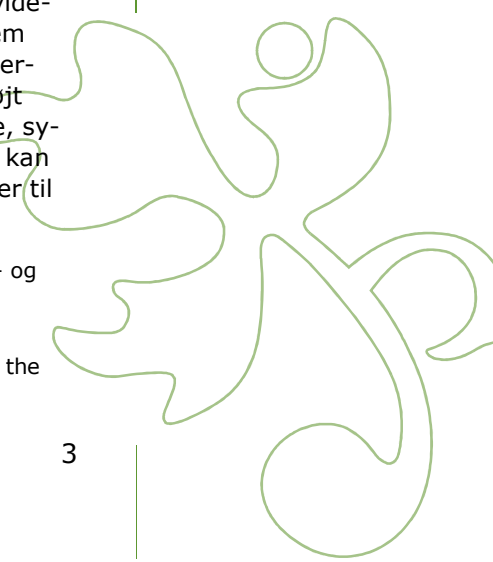 vide-
em
er-
øjt
e, sy-
kan
er til
- og
the
3